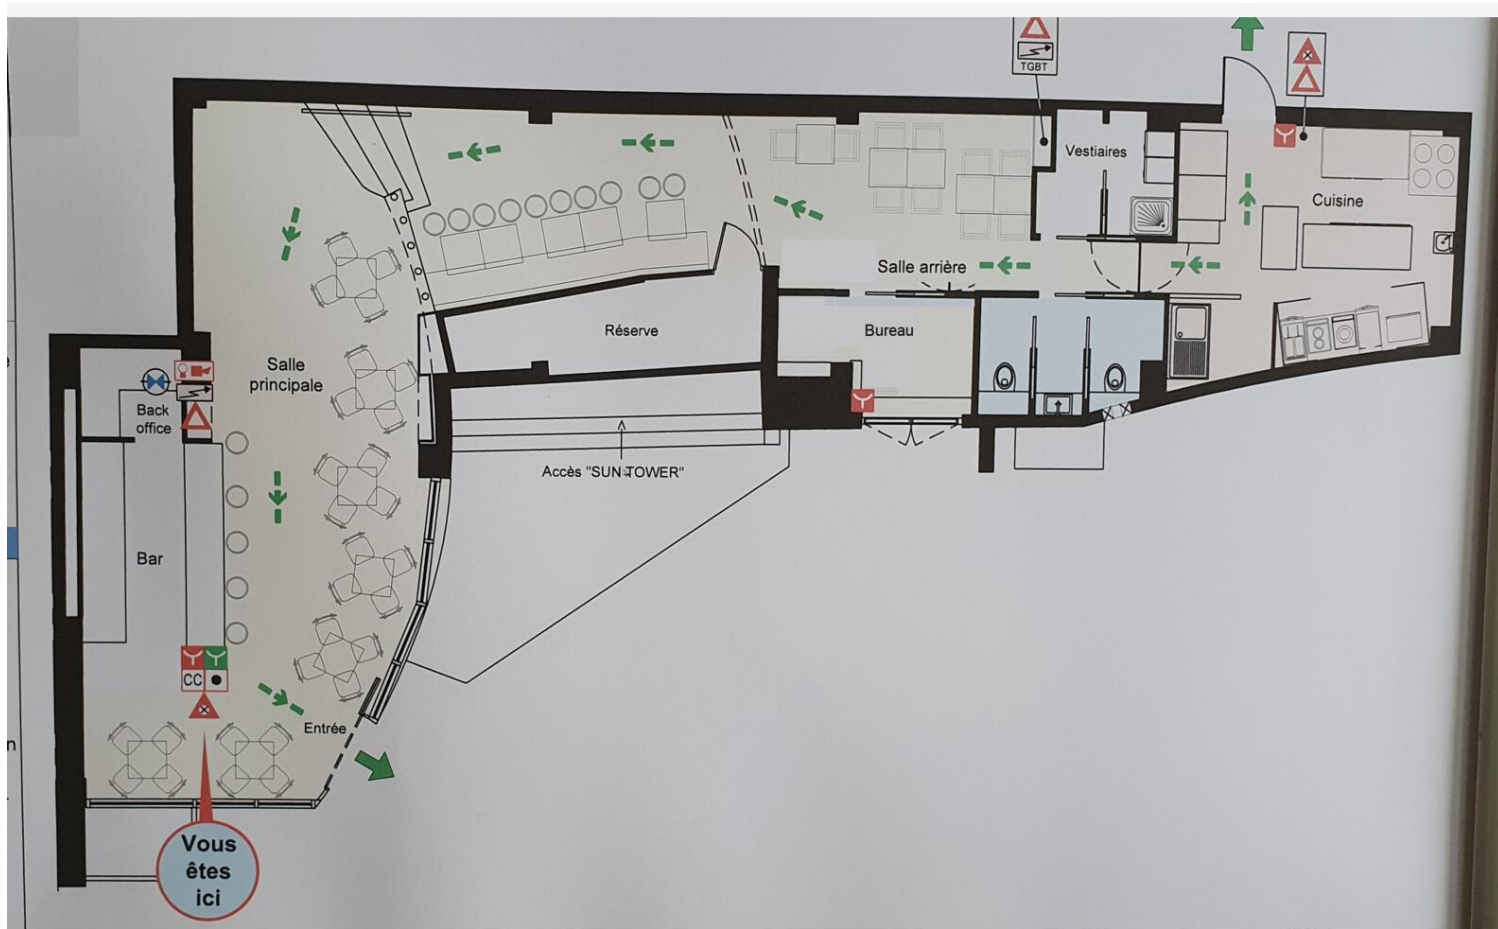 TGBT
Vestiaires
Cuisine
Salle arrière
Réserve
Bureau
Salle
principale
Back
office
Accès "SUN TOWER"
Bar
CC
Entrée
Vous
êtes
ici